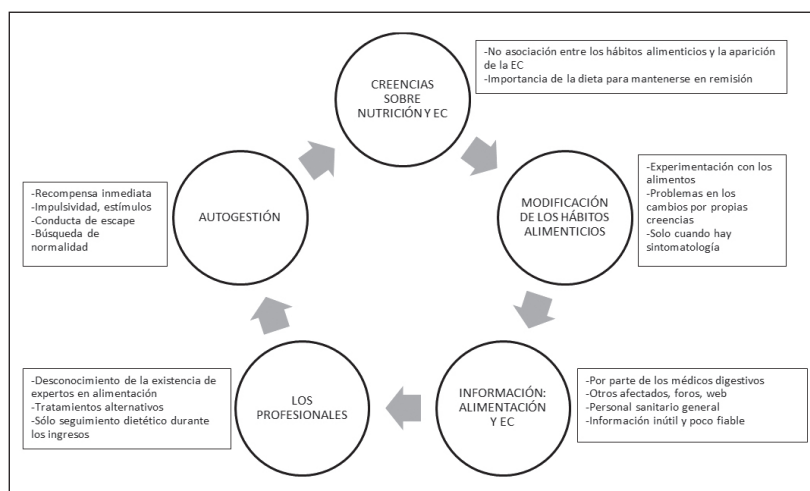 CREENCIAS
SOBRE
NUTRICIÓN Y EC
-No asociación entre los hábitos alimenticios y la aparición
de la EC
-Importancia de la dieta para mantenerse en remisión
MODIFICACIÓN
DE LOS HÁBITOS
ALIMENTICIOS
-Experimentación con los
alimentos
-Problemas en los
cambios por propias
creencias
-Solo cuando hay
sintomatología
INFORMACIÓN:
ALIMENTACIÓN
Y EC
-Por parte de los médicos digestivos
-Otros afectados, foros, web
-Personal sanitario general
-Información inútil y poco fiable
LOS
PROFESIONALES
-Desconocimiento de la existencia de
expertos en alimentación
-Tratamientos alternativos
-Sólo seguimiento dietético durante
los ingresos
AUTOGESTIÓN
-Recompensa inmediata
-Impulsividad, estímulos
-Conducta de escape
-Búsqueda de
normalidad